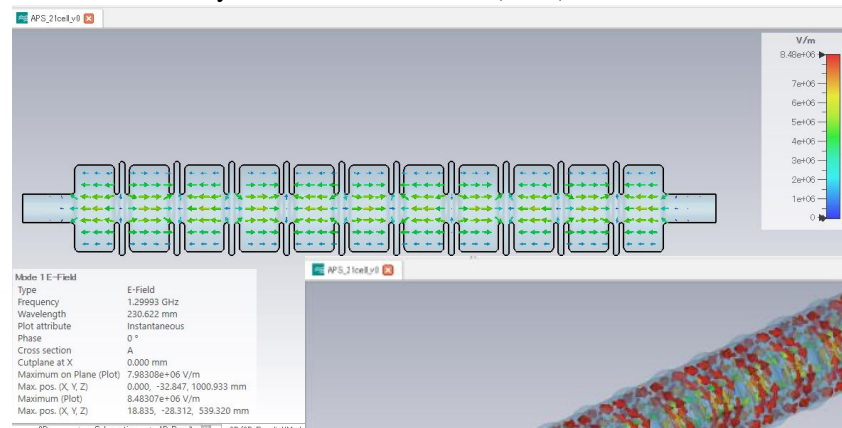 APS_21cell_v0
V/m
8.48e+06
7e+06
6e+06
5e+06
4e+06
3e+06
2e+06
1e+06
0
APS_21cell_v0
Mode 1 E-Field
Type E-Field
Frequency 1.29993 GHz
Wavelength 230.622 mm
Plot attribute Instantaneous
Phase 0 °
Cross section A
Cutplane at X 0.000 mm
Maximum on Plane (Plot) 7.98308e+06 V/m
Max. pos. (X, Y, Z) 0.000, -32.847, 1000.933 mm
Maximum (Plot) 8.48307e+06 V/m
Max. pos. (X, Y, Z) 18.835, -28.312, 539.320 mm